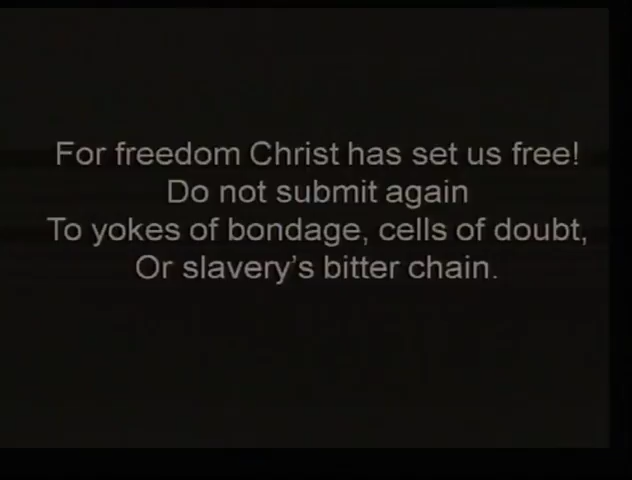 For freedom Christ has set us free!
Do not submit again
To yokes of bondage, cells of doubt,
Or slavery’s bitter chain.